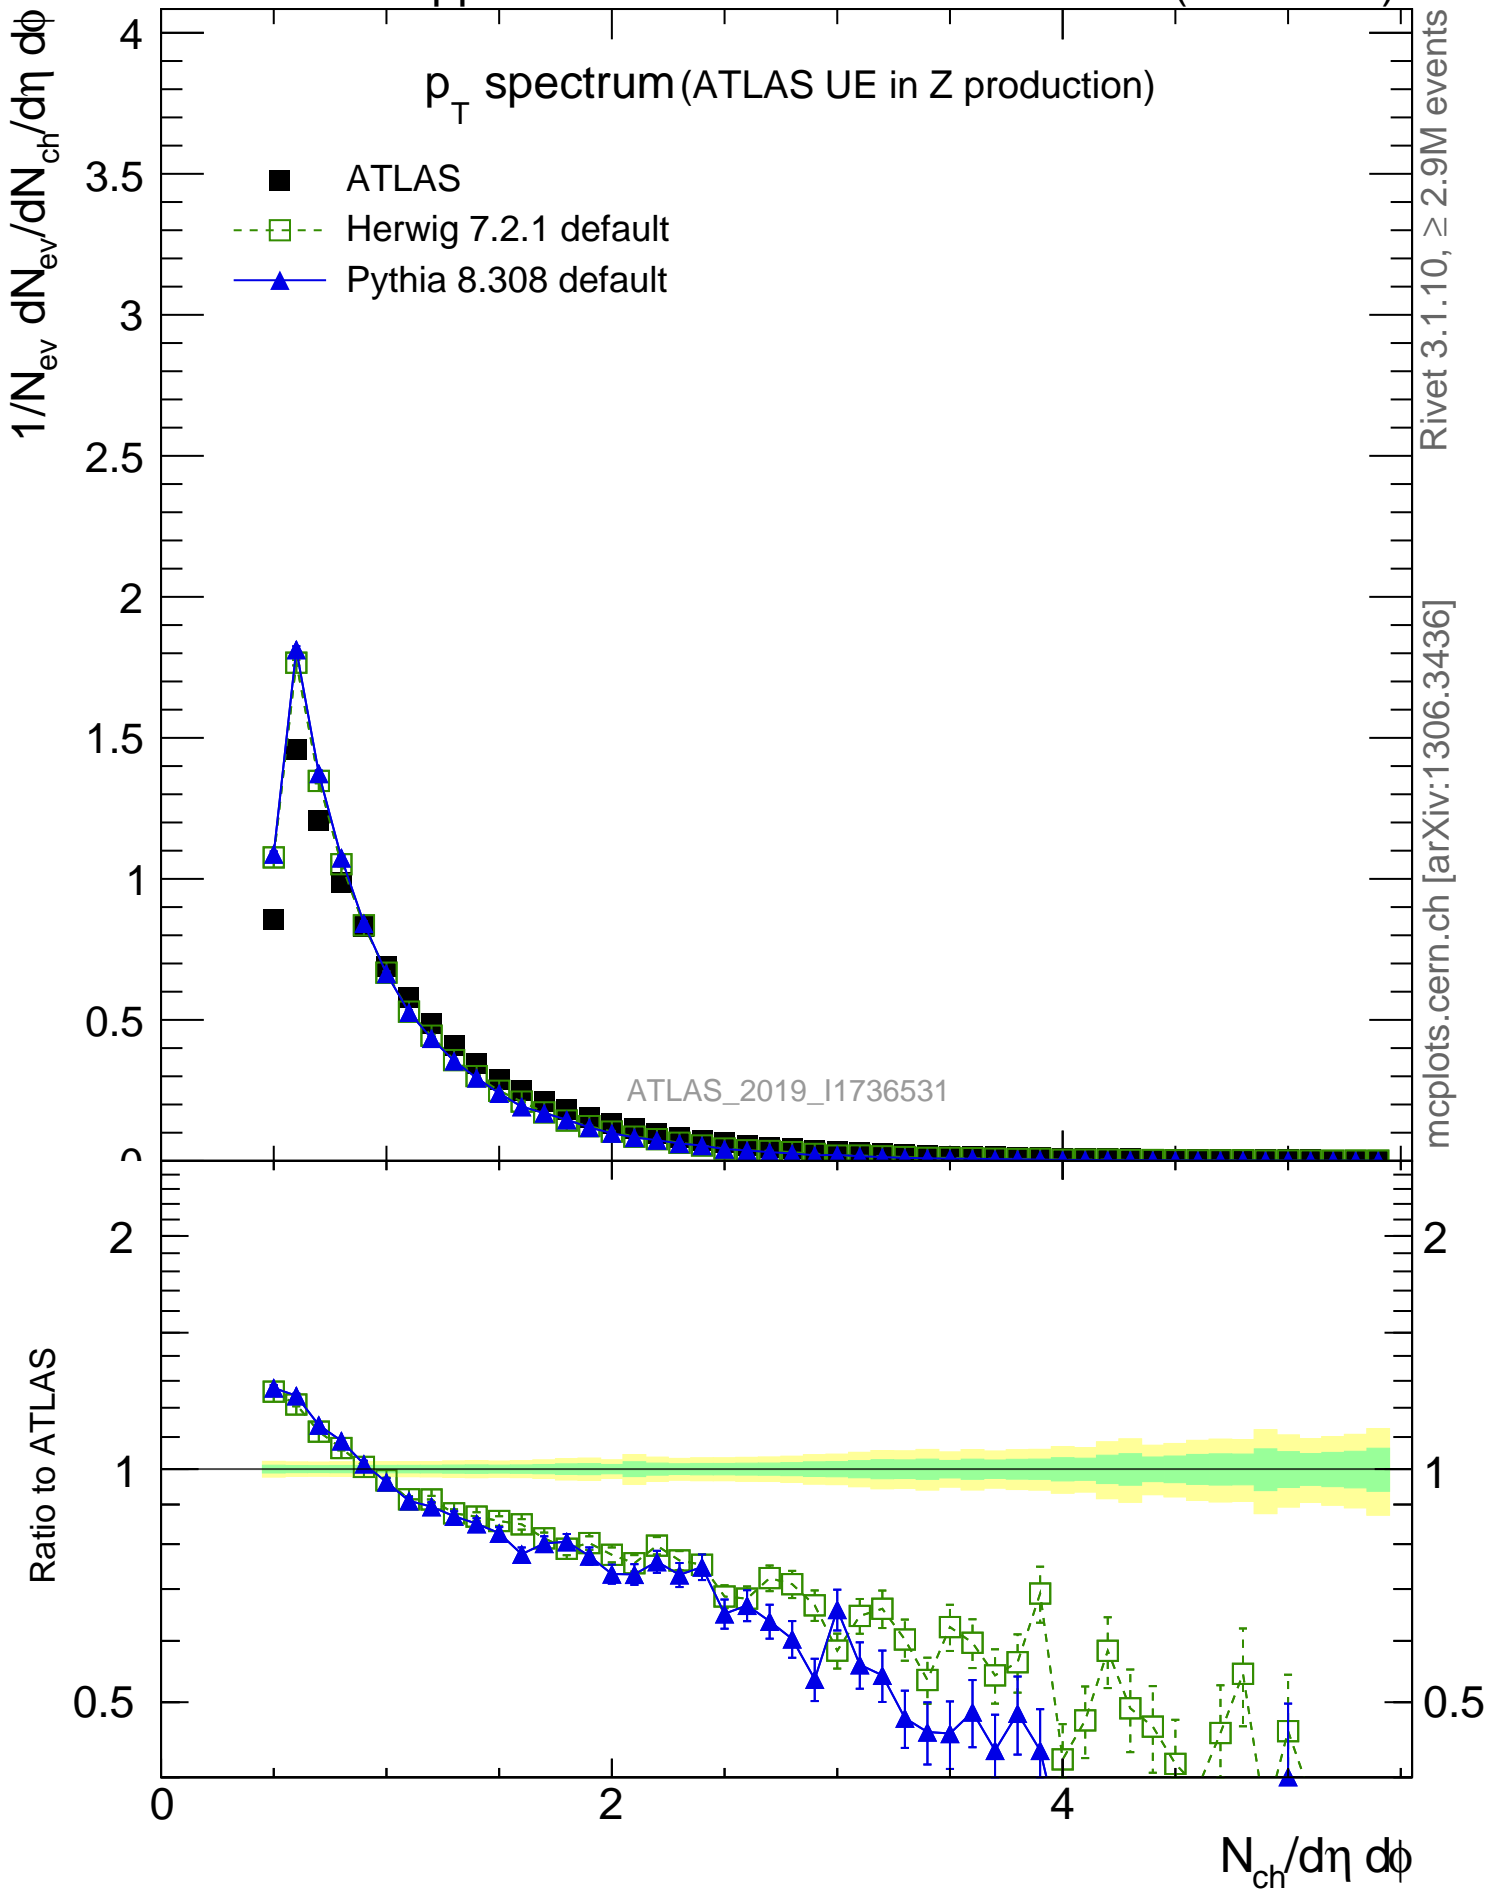 pp
p_T spectrum (ATLAS UE in Z production)
ATLAS
Herwig 7.2.1 default
Pythia 8.308 default
1/N_ev dN_ev/dN_ch/dη dϕ
4
3.5
3
2.5
2
1.5
1
0.5
0
ATLAS_2019_I1736531
Rivet 3.1.10, ≥ 2.9M events
mcplots.cern.ch [arXiv:1306.3436]
Ratio to ATLAS
2
1
0.5
2
1
0.5
0
2
4
N_ch/dη dϕ